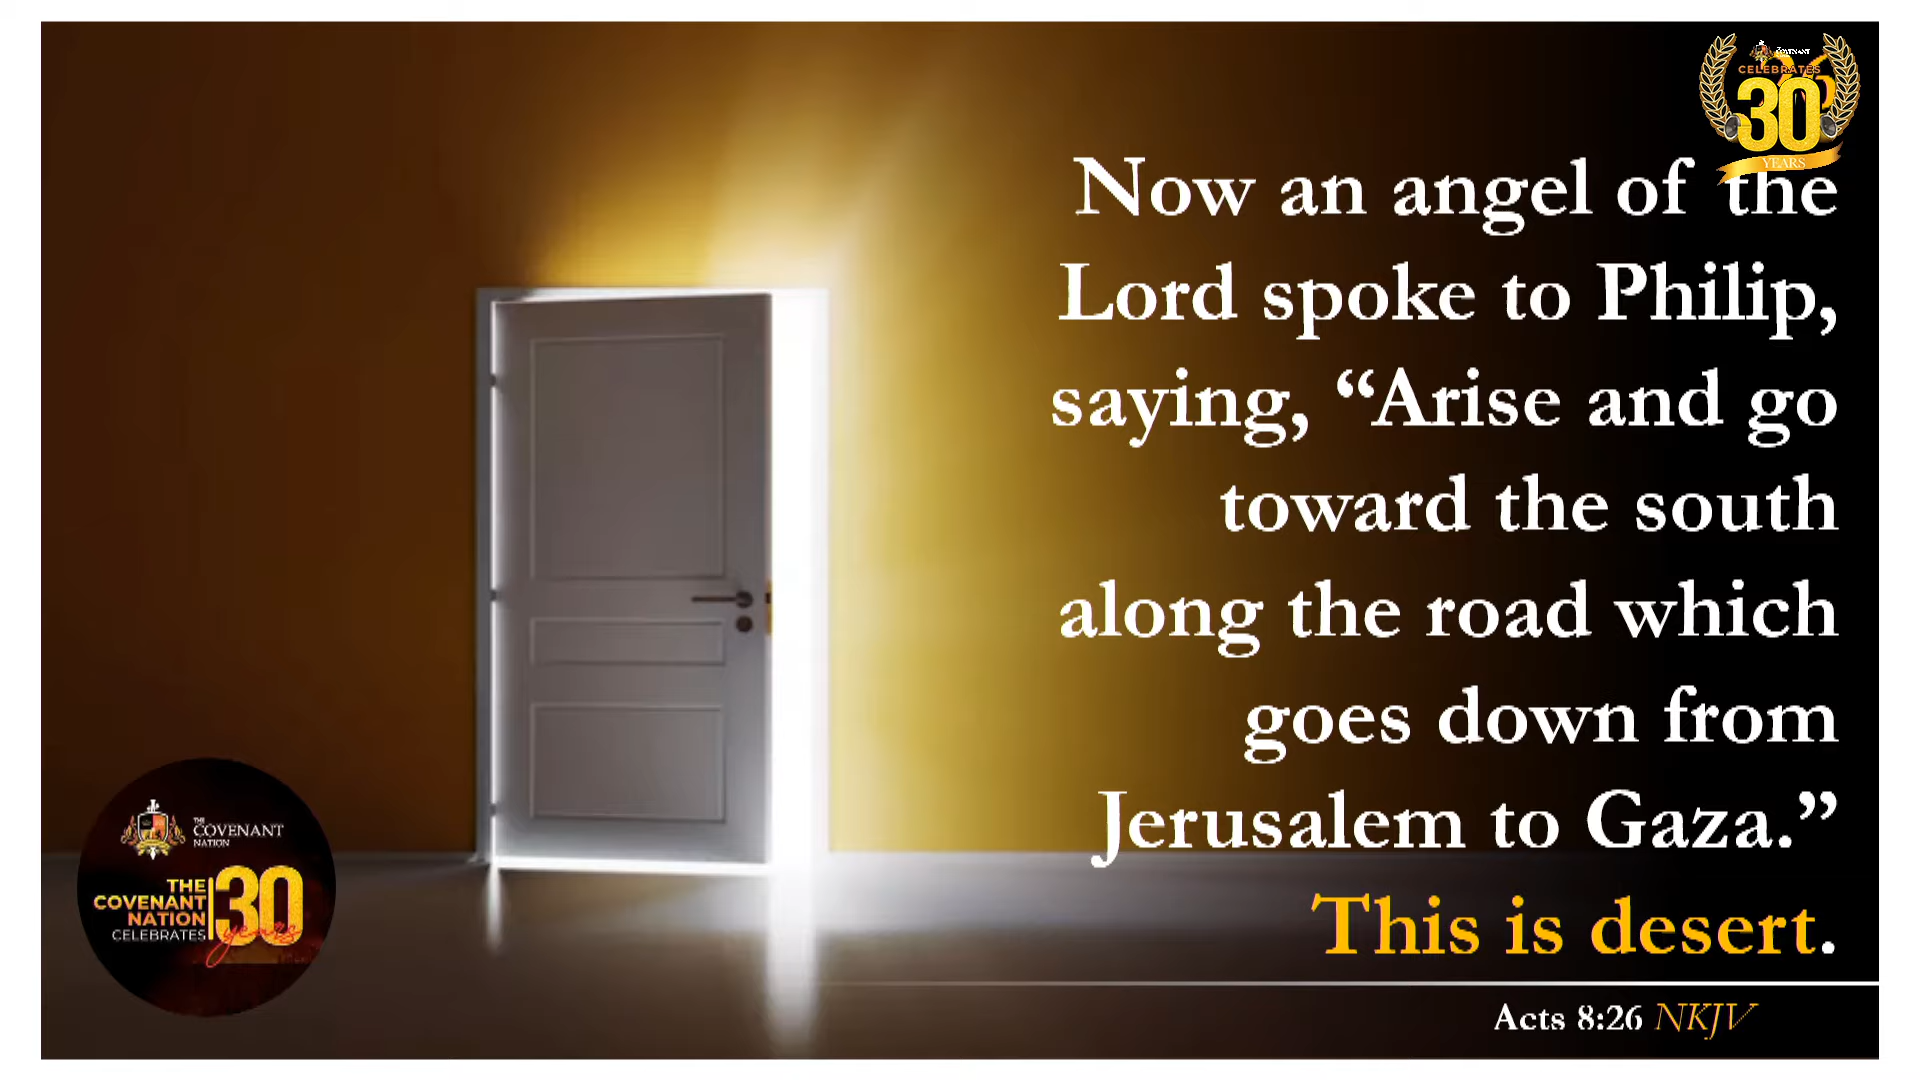 COVENANT
CELEBRATES
30
YEARS
Now an angel of the
Lord spoke to Philip,
saying, “Arise and go
toward the south
along the road which
goes down from
Jerusalem to Gaza.”
This is desert.
Acts 8:26 NKJV
THE
COVENANT
NATION
THE
COVENANT
NATION
CELEBRATES
30
years